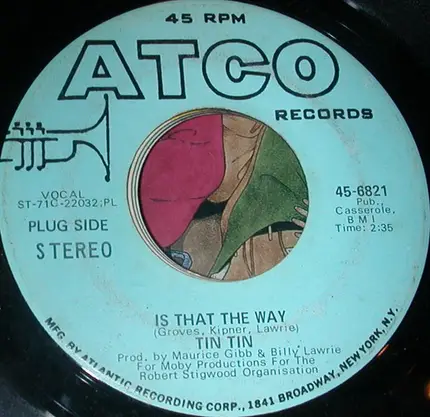 45 RPM
ATCO
RECORDS
VOCAL
ST-71C-22032;PL
PLUG SIDE
STEREO
45-6821
Pub.,
Casserole,
BMI
Time: 2:35
IS THAT THE WAY
(Groves, Kipner, Lawrie)
TIN TIN
Prod. by Maurice Gibb & Billy Lawrie
For Moby Productions For The
Robert Stigwood Organisation
MFG. BY ATLANTIC RECORDING CORP., 1841 BROADWAY, NEW YORK, N.Y.